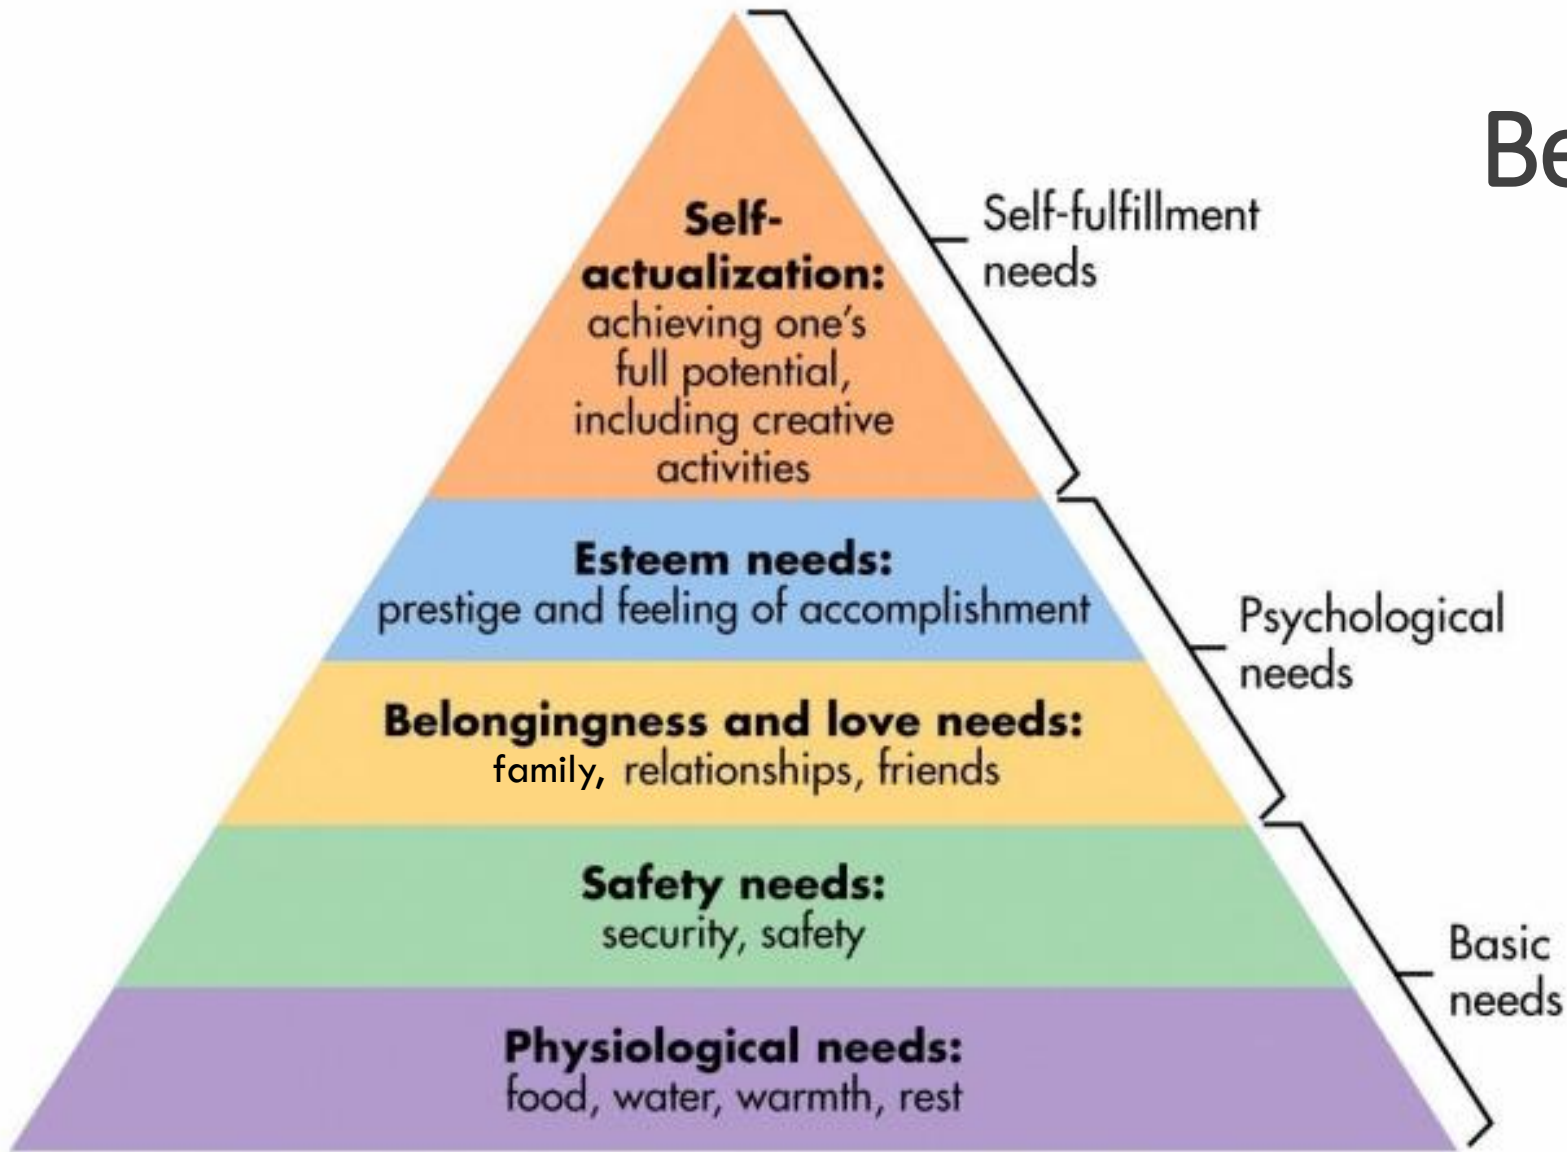 Be
Self-
actualization:
achieving one's
full potential,
including creative
activities
Self-fulfillment
needs
Esteem needs:
prestige and feeling of accomplishment
Psychological
needs
Belongingness and love needs:
family, relationships, friends
Safety needs:
security, safety
Basic
needs
Physiological needs:
food, water, warmth, rest